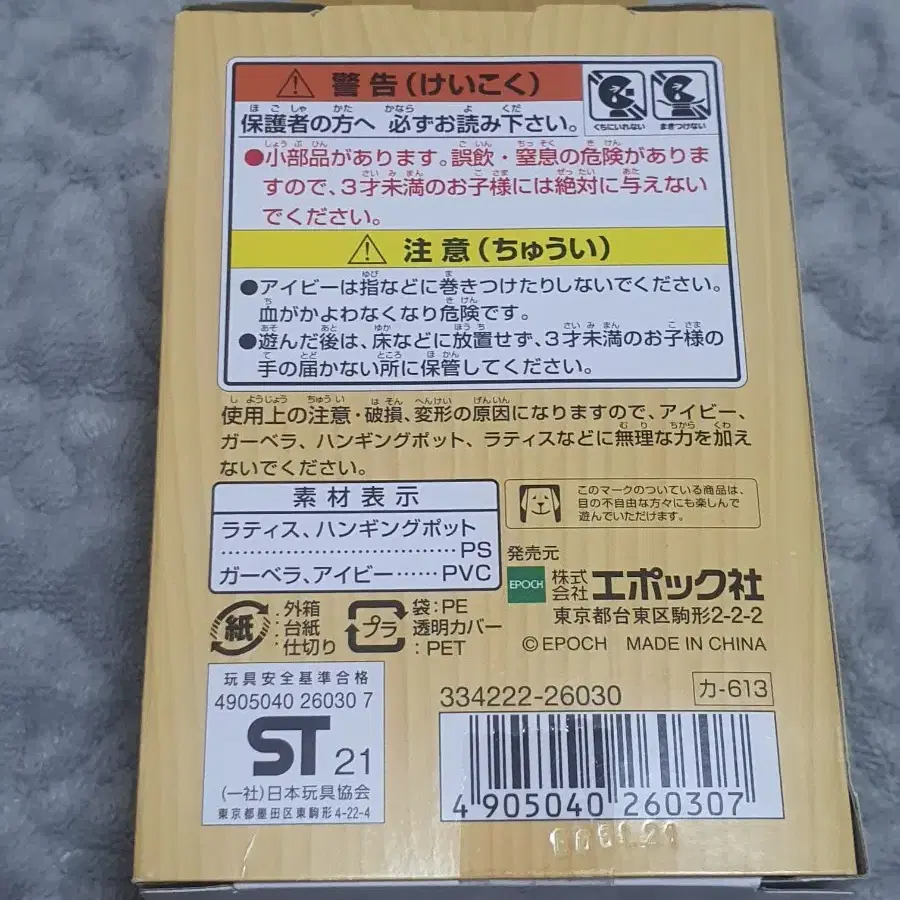 警告(けいこく)
くちにいれない
まきつけない
保護者の方へ 必ずお読み下さい。
●小部品があります。誤飲・窒息の危険がありま
すので、3才未満のお子様には絶対に与えない
でください。
注意(ちゅうい)
●アイビーは指などに巻きつけたりしないでください。
血がかよわなくなり危険です。
●遊んだ後は、床などに放置せず、3才未満のお子様の
手の届かない所に保管してください。
使用上の注意・破損、変形の原因になりますので、アイビー、
ガーベラ、ハンギングポット、ラティスなどに無理な力を加え
ないでください。
素材表示
ラティス、ハンギングポット
……………………………PS
ガーベラ、アイビー……PVC
このマークのついている商品は、
目の不自由な方々にも楽しんで
遊んでいただけます。
発売元
EPOCH 株式会社 エポック社
東京都台東区駒形2-2-2
©EPOCH MADE IN CHINA
紙
:外箱
:台紙
:仕切り
プラ
袋:PE
透明カバー
:PET
玩具安全基準合格
4905040 26030 7
ST 21
(一社)日本玩具協会
東京都墨田区東駒形4-22-4
334222-26030
カ-613
4 905040 260307